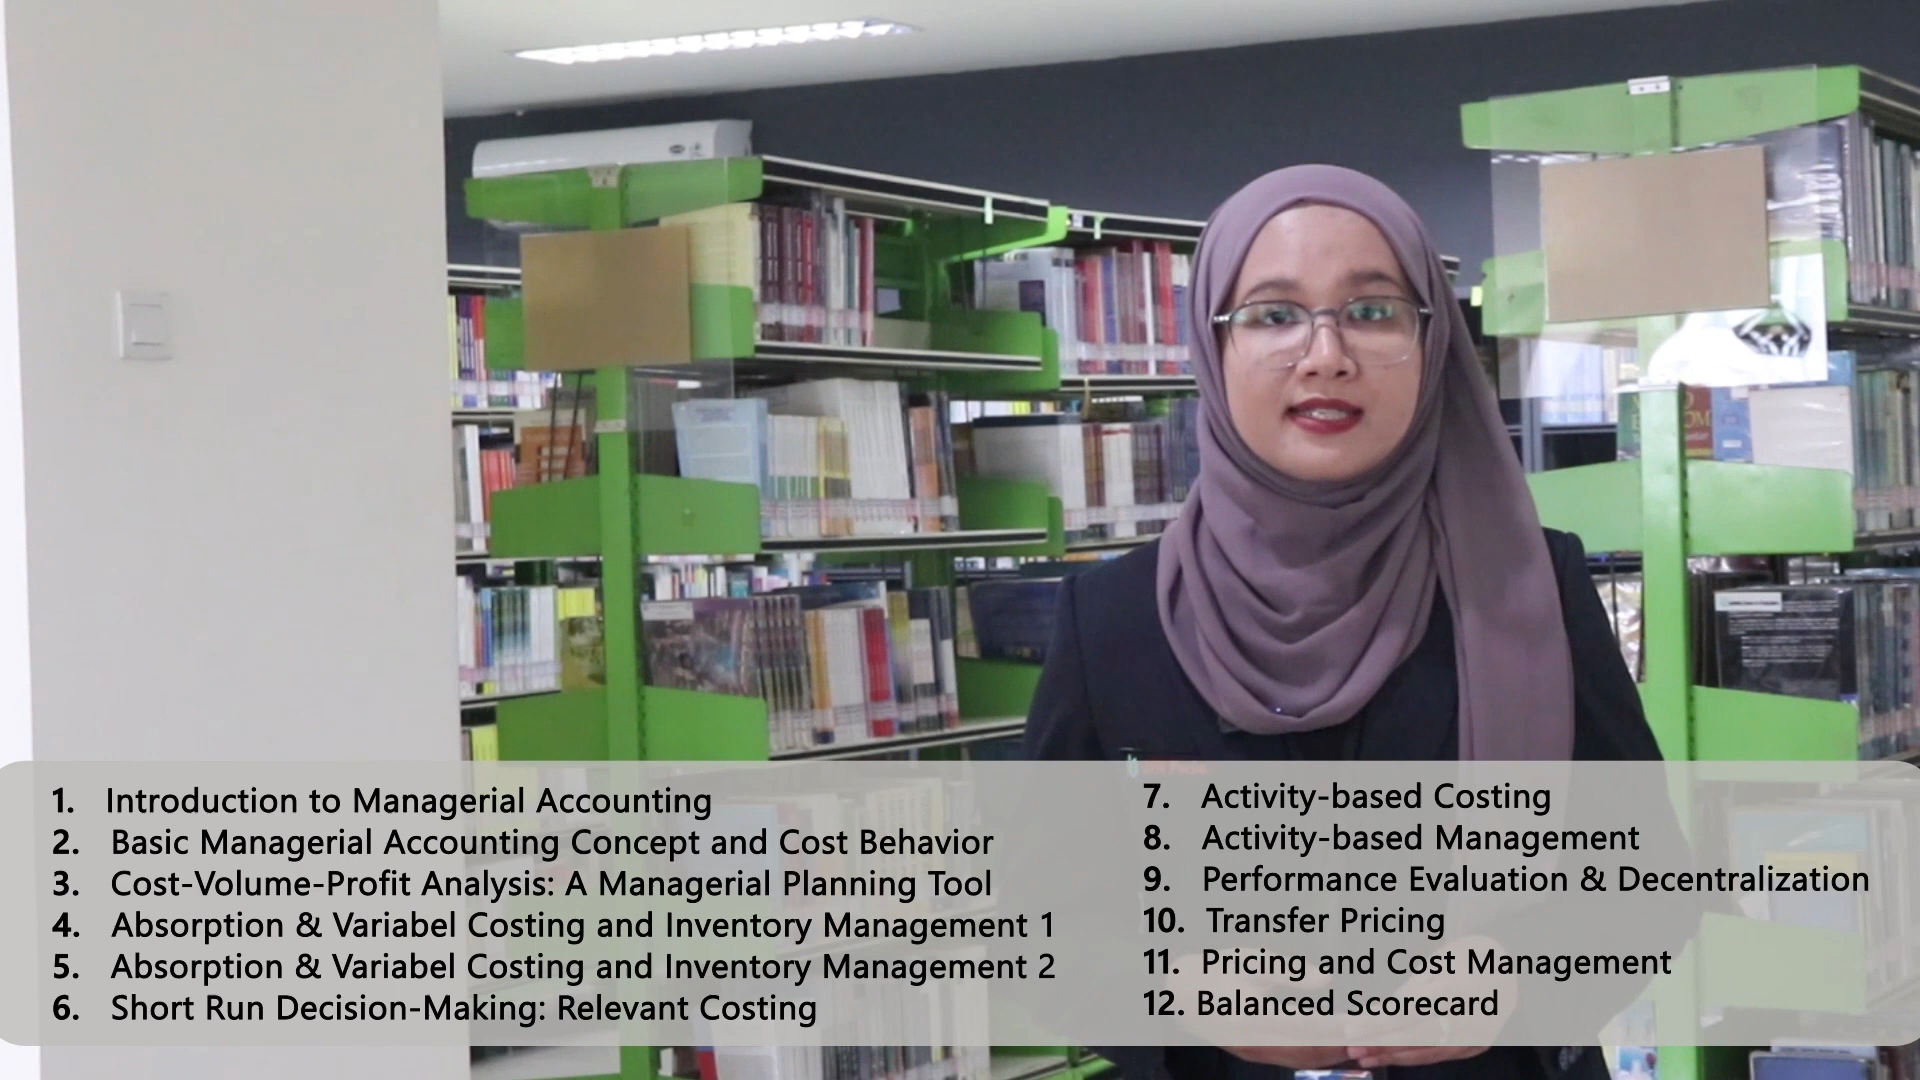 1. Introduction to Managerial Accounting
2. Basic Managerial Accounting Concept and Cost Behavior
3. Cost-Volume-Profit Analysis: A Managerial Planning Tool
4. Absorption & Variabel Costing and Inventory Management 1
5. Absorption & Variabel Costing and Inventory Management 2
6. Short Run Decision-Making: Relevant Costing
7. Activity-based Costing
8. Activity-based Management
9. Performance Evaluation & Decentralization
10. Transfer Pricing
11. Pricing and Cost Management
12. Balanced Scorecard